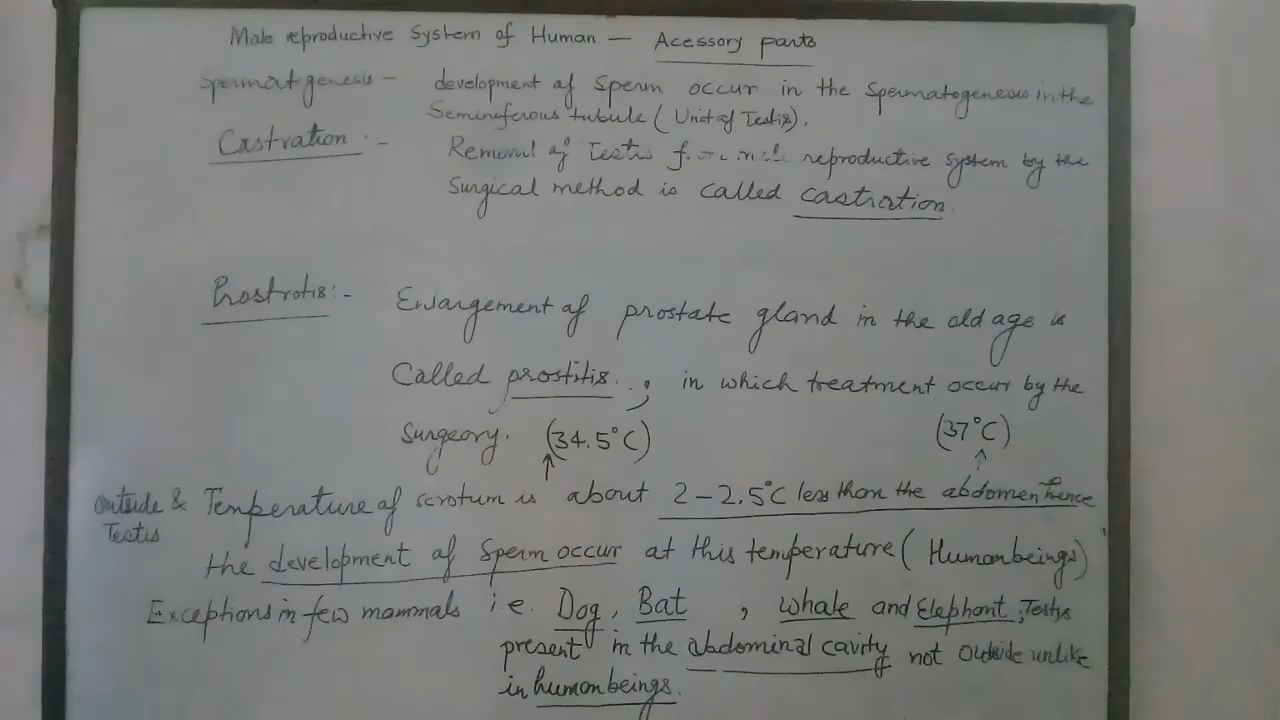 Male reproductive System of Human — Acessory parts
Spermatogenesis - development of Sperm occur in the Spermatogeneous in the
Seminiferous tubule (Unit of Testis).
Castration :- Removal of Testis reproductive System by the
Surgical method is called castration.
Prostrotis:- Enlargement of prostate gland in the old age is
Called prostitis. ; in which treatment occur by the
Surgeory. (34.5°C) (37°C)
outside & Temperature of scrotum is about 2-2.5°C less than the abdomen hence
Testis
the development of Sperm occur at this temperature (Human beings)
Exceptions in few mammals i.e. Dog, Bat , Whale and Elephant, Testys
present in the abdominal cavity not outside unlike
in human beings.